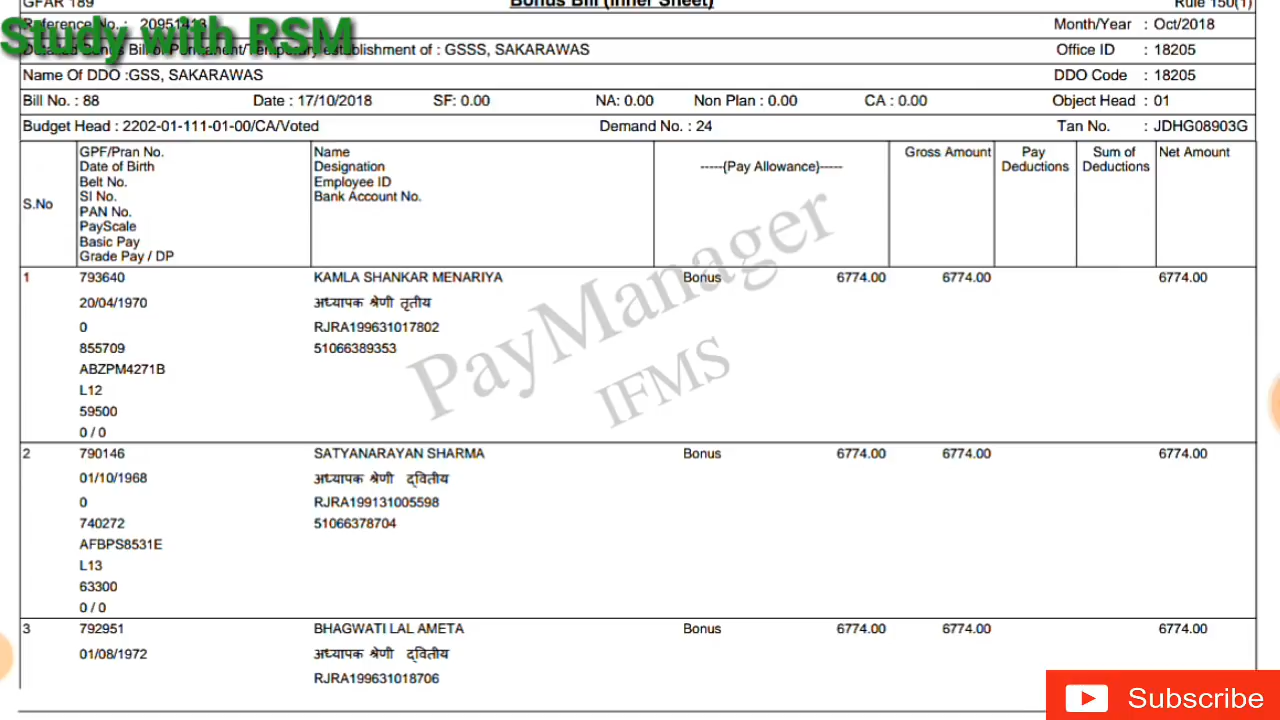 GFAR 189 Bonus Bill (Inner Sheet) Rule 150(1)
Reference No. : 20951413 Month/Year : Oct/2018
Study with RSM
Detailed Bonus Bill of Permanent/Temporary establishment of : GSSS, SAKARAWAS Office ID : 18205
Name Of DDO :GSS, SAKARAWAS DDO Code : 18205
Bill No. : 88 Date : 17/10/2018 SF: 0.00 NA: 0.00 Non Plan : 0.00 CA : 0.00 Object Head : 01
Budget Head : 2202-01-111-01-00/CA/Voted Demand No. : 24 Tan No. : JDHG08903G
S.No
GPF/Pran No.
Date of Birth
Belt No.
SI No.
PAN No.
PayScale
Basic Pay
Grade Pay / DP
Name
Designation
Employee ID
Bank Account No.
-----{Pay Allowance}-----
Gross Amount
Pay
Deductions
Sum of
Deductions
Net Amount
1 793640 KAMLA SHANKAR MENARIYA Bonus 6774.00 6774.00 6774.00
20/04/1970 अध्यापक श्रेणी तृतीय
0 RJRA199631017802
855709 51066389353
ABZPM4271B
L12
59500
0 / 0
2 790146 SATYANARAYAN SHARMA Bonus 6774.00 6774.00 6774.00
01/10/1968 अध्यापक श्रेणी द्वितीय
0 RJRA199131005598
740272 51066378704
AFBPS8531E
L13
63300
0 / 0
3 792951 BHAGWATI LAL AMETA Bonus 6774.00 6774.00 6774.00
01/08/1972 अध्यापक श्रेणी द्वितीय
RJRA199631018706
PayManager
IFMS
Subscribe